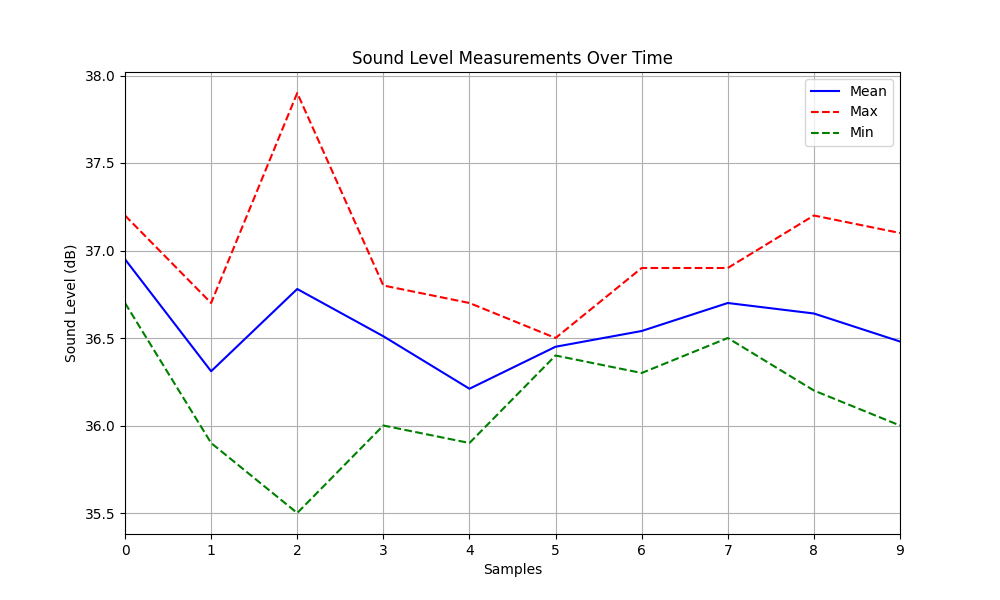 Sound Level Measurements Over Time
Mean
Max
Min
Sound Level (dB)
38.0
37.5
37.0
36.5
36.0
35.5
0 1 2 3 4 5 6 7 8 9
Samples